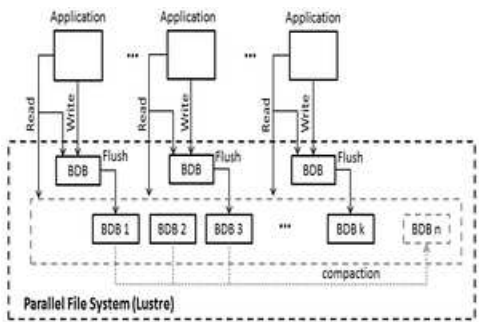 Application Application Application
... ...
Read Write Read Write Read Write
BDB Flush BDB Flush BDB Flush
BDB 1 BDB 2 BDB 3 ... BDB k BDB n
compaction
Parallel File System (Lustre)